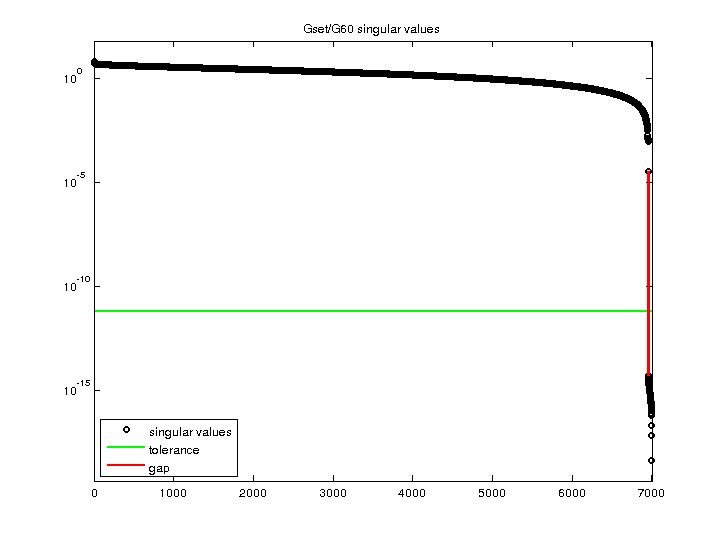 Gset/G60 singular values
10^0
10^-5
10^-10
10^-15
singular values
tolerance
gap
0 1000 2000 3000 4000 5000 6000 7000